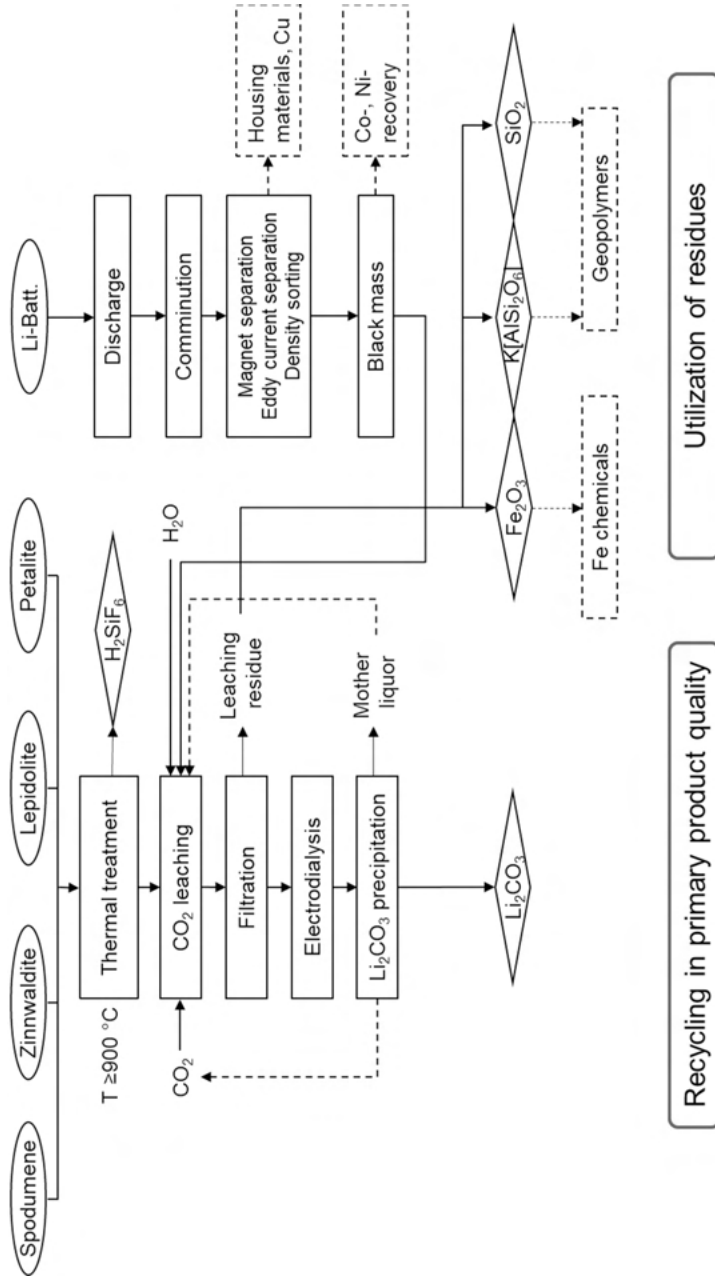 Spodumene
Zinnwaldite
Lepidolite
Petalite
Li-Batt.
T ≥900 °C
Thermal treatment
H₂SiF₆
Discharge
CO₂
CO₂ leaching
H₂O
Comminution
Filtration
Leaching
residue
Magnet separation
Eddy current separation
Density sorting
Housing
materials, Cu
Electrodialysis
Li₂CO₃ precipitation
Mother
liquor
Black mass
Co-, Ni-
recovery
Li₂CO₃
Fe₂O₃
K[AlSi₂O₆]
SiO₂
Fe chemicals
Geopolymers
Recycling in primary product quality
Utilization of residues